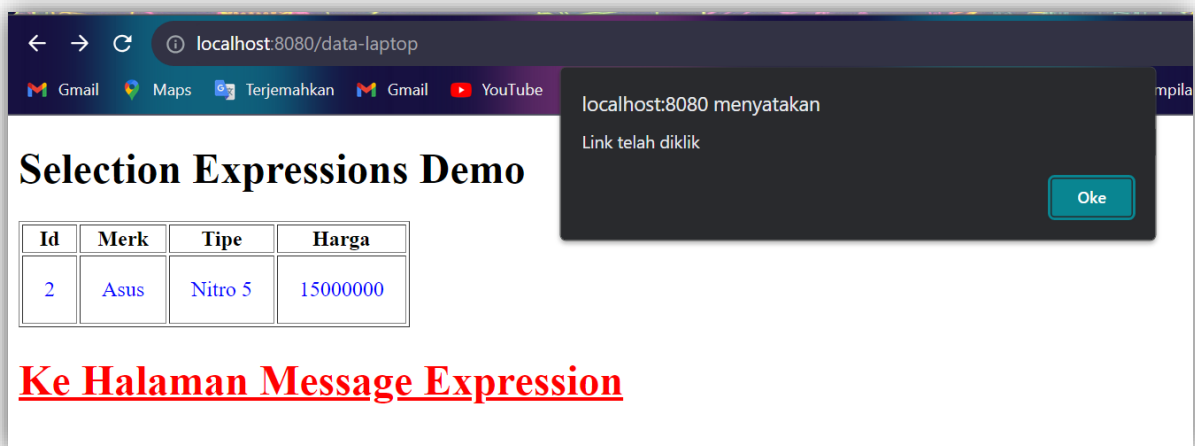 localhost:8080/data-laptop
Gmail Maps Terjemahkan Gmail YouTube
localhost:8080 menyatakan
Link telah diklik
Oke
Selection Expressions Demo
Id Merk Tipe Harga
2 Asus Nitro 5 15000000
Ke Halaman Message Expression